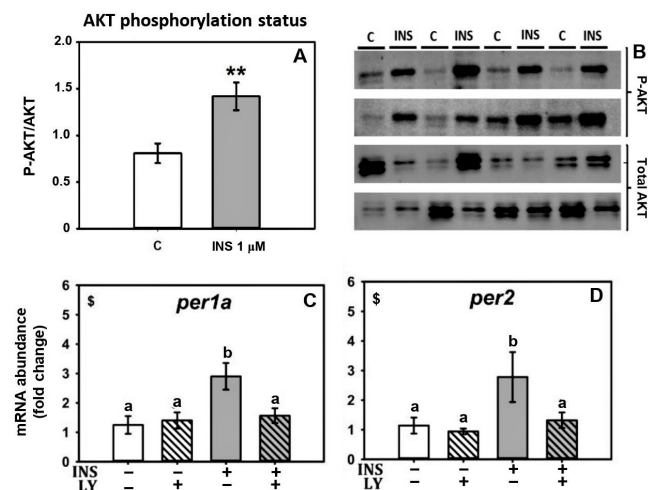 AKT phosphorylation status
A
P-AKT/AKT
2.0
1.5
1.0
0.5
0
**
C INS 1 µM
C INS C INS C INS C INS
B
P-AKT
Total AKT
C
$
per1a
mRNA abundance
(fold change)
6
5
4
3
2
1
0
a a b a
INS – – + +
LY – + – +
D
$
per2
6
5
4
3
2
1
0
a a b a
INS – – + +
LY – + – +